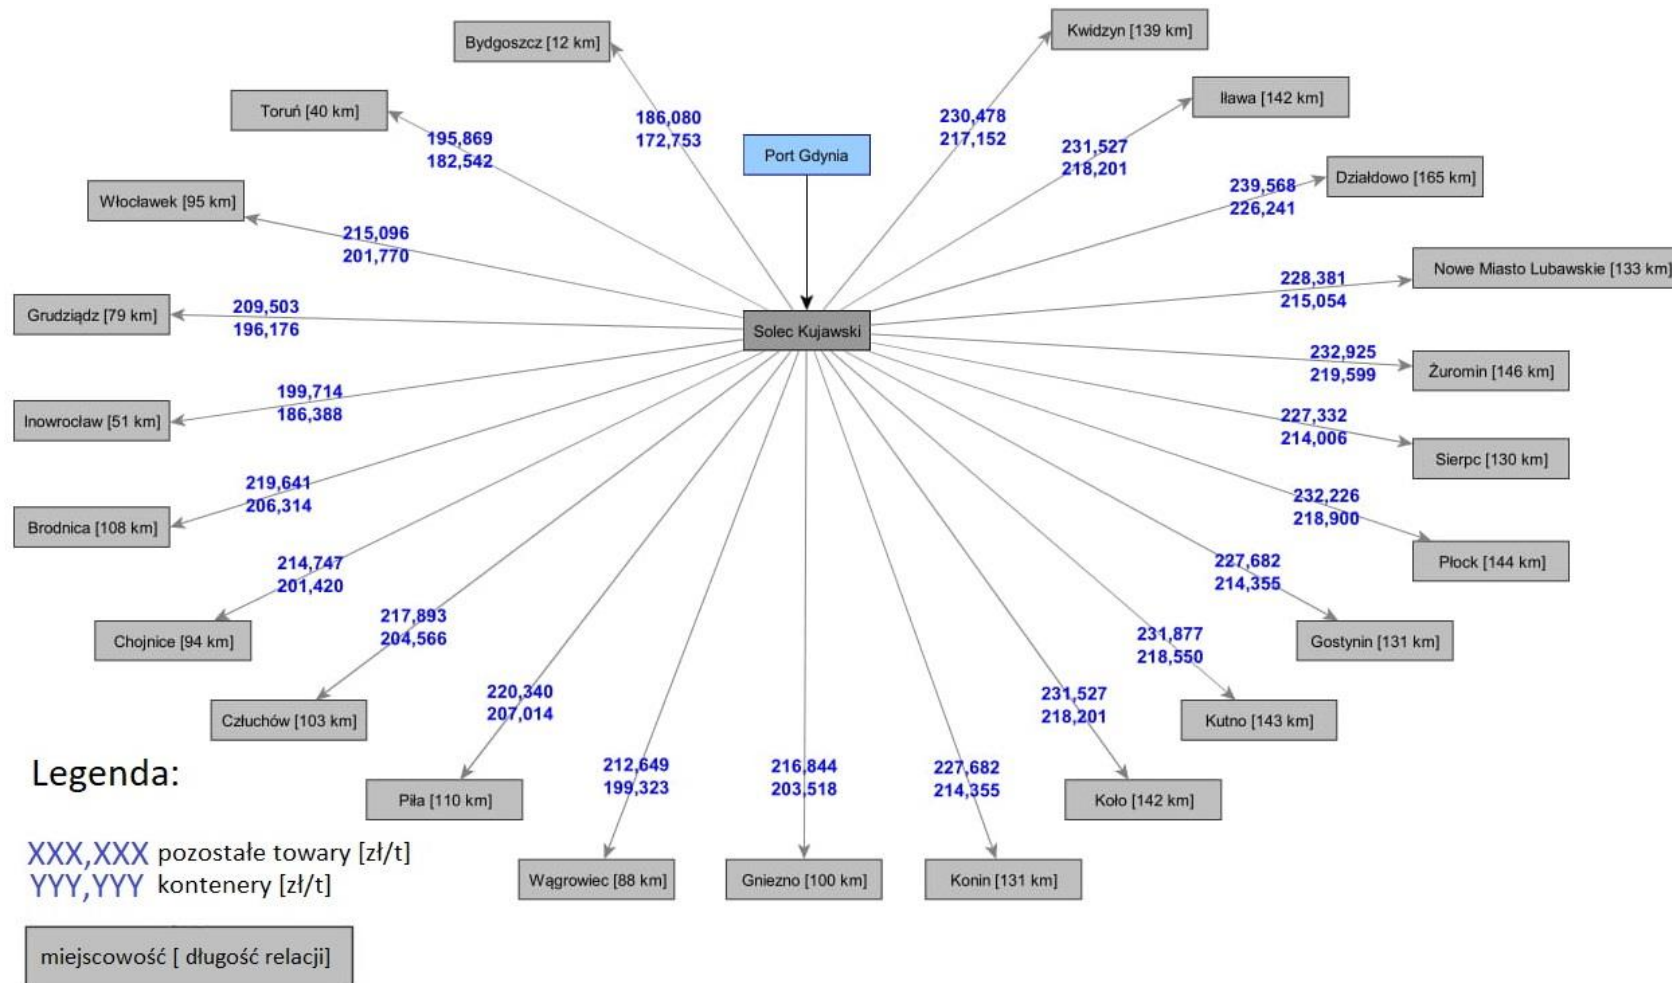 Bydgoszcz [12 km]
Kwidzyn [139 km]
Toruń [40 km]
Iława [142 km]
186,080
172,753
230,478
217,152
195,869
182,542
Port Gdynia
231,527
218,201
Działdowo [165 km]
239,568
226,241
Włocławek [95 km]
215,096
201,770
Nowe Miasto Lubawskie [133 km]
228,381
215,054
Grudziądz [79 km]
209,503
196,176
Solec Kujawski
232,925
219,599
Żuromin [146 km]
199,714
186,388
Inowrocław [51 km]
227,332
214,006
Sierpc [130 km]
219,641
206,314
Brodnica [108 km]
232,226
218,900
Płock [144 km]
214,747
201,420
227,682
214,355
Chojnice [94 km]
217,893
204,566
231,877
218,550
Gostynin [131 km]
Człuchów [103 km]
220,340
207,014
231,527
218,201
Kutno [143 km]
Legenda:
212,649
199,323
216,844
203,518
227,682
214,355
Piła [110 km]
Koło [142 km]
XXX,XXX pozostałe towary [zł/t]
YYY,YYY kontenery [zł/t]
Wągrowiec [88 km]
Gniezno [100 km]
Konin [131 km]
miejscowość [ długość relacji]